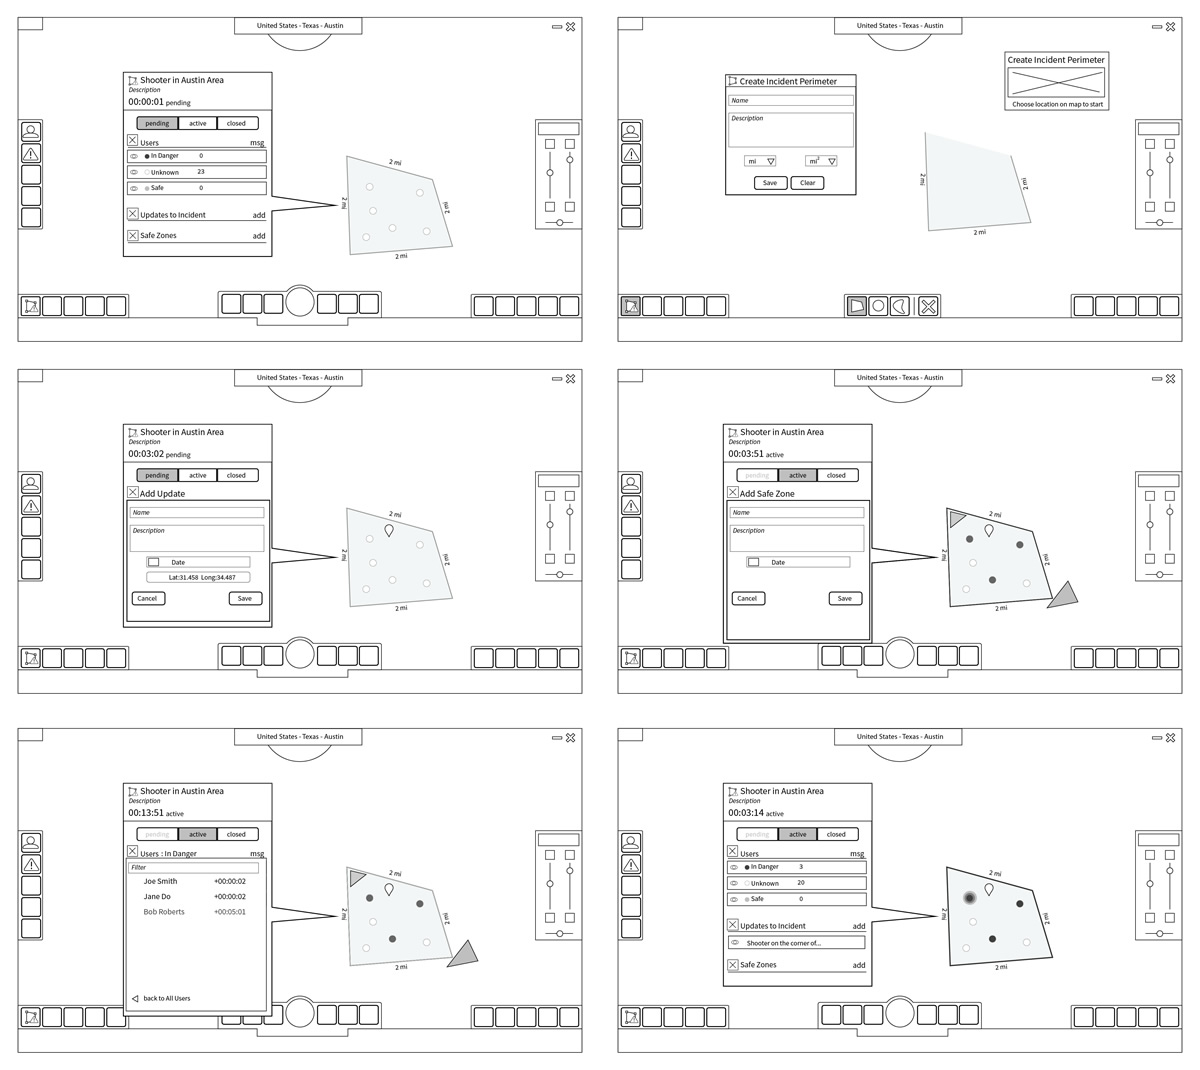 United States - Texas - Austin
Shooter in Austin Area
Description
00:00:01 pending
pending active closed
Users msg
In Danger 0
Unknown 23
Safe 0
Updates to Incident add
Safe Zones add
2 mi
2 mi
2 mi
2 mi
United States - Texas - Austin
Create Incident Perimeter
Name
Description
mi mi²
Save Clear
Create Incident Perimeter
Choose location on map to start
2 mi
2 mi
2 mi
United States - Texas - Austin
Shooter in Austin Area
Description
00:03:02 pending
pending active closed
Add Update
Name
Description
Date
Lat:31.458 Long:34.487
Cancel Save
2 mi
2 mi
2 mi
2 mi
United States - Texas - Austin
Shooter in Austin Area
Description
00:03:51 active
pending active closed
Add Safe Zone
Name
Description
Date
Cancel Save
2 mi
2 mi
2 mi
2 mi
United States - Texas - Austin
Shooter in Austin Area
Description
00:13:51 active
pending active closed
Users : In Danger msg
Filter
Joe Smith +00:00:02
Jane Do +00:00:02
Bob Roberts +00:05:01
back to All Users
2 mi
2 mi
2 mi
2 mi
United States - Texas - Austin
Shooter in Austin Area
Description
00:03:14 active
pending active closed
Users msg
In Danger 3
Unknown 20
Safe 0
Updates to Incident add
Shooter on the corner of...
Safe Zones add
2 mi
2 mi
2 mi
2 mi